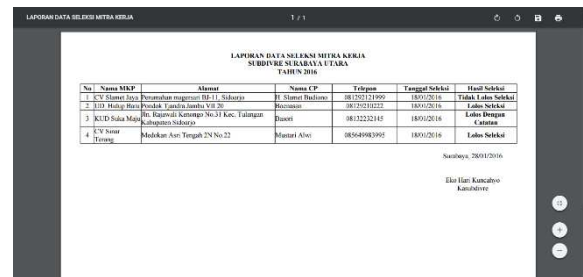 LAPORAN DATA SELEKSI MITRA KERJA
1 / 1
LAPORAN DATA SELEKSI MITRA KERJA
SUBDIVRE SURABAYA UTARA
TAHUN 2016
No Nama MKP Alamat Nama CP Telepon Tanggal Seleksi Hasil Seleksi
1 CV Slamet Jaya Perumahan magersari BJ-11, Sidoarjo H. Slamet Budiono 081292121999 18/01/2016 Tidak Lolos Seleksi
2 UD. Hidup Baru Pondok Tjandra Jambu VII 20 08129210222 18/01/2016 Lolos Seleksi
3 KUD Suka Maju Jln. Rajawali Kenongo No.31 Kec. Tulangan Kabupaten Sidoarjo Dasori 08132232145 18/01/2016 Lolos Dengan Catatan
4 CV Sinar Terang Medokan Asri Tengah 2N No.22 Mustari Alwi 085649983995 18/01/2016 Lolos Seleksi
Surabaya, 28/01/2016
Eko Hari Kuncahyo
Kasubdivre